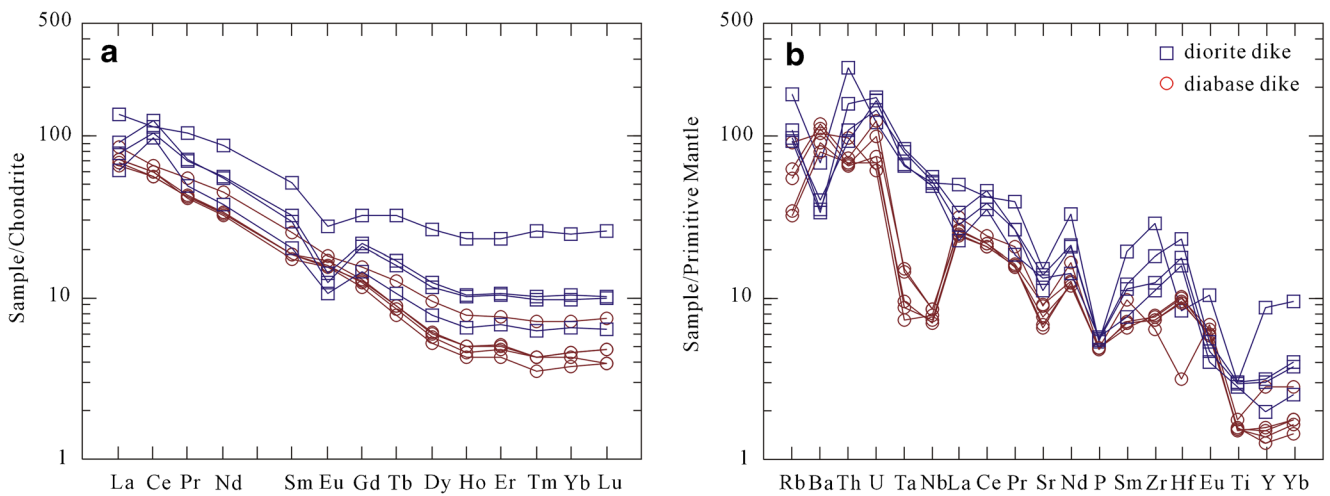 a
Sample/Chondrite
500
100
10
1
La Ce Pr Nd Sm Eu Gd Tb Dy Ho Er Tm Yb Lu
b
Sample/Primitive Mantle
500
100
10
1
diorite dike
diabase dike
Rb Ba Th U Ta Nb La Ce Pr Sr Nd P Sm Zr Hf Eu Ti Y Yb